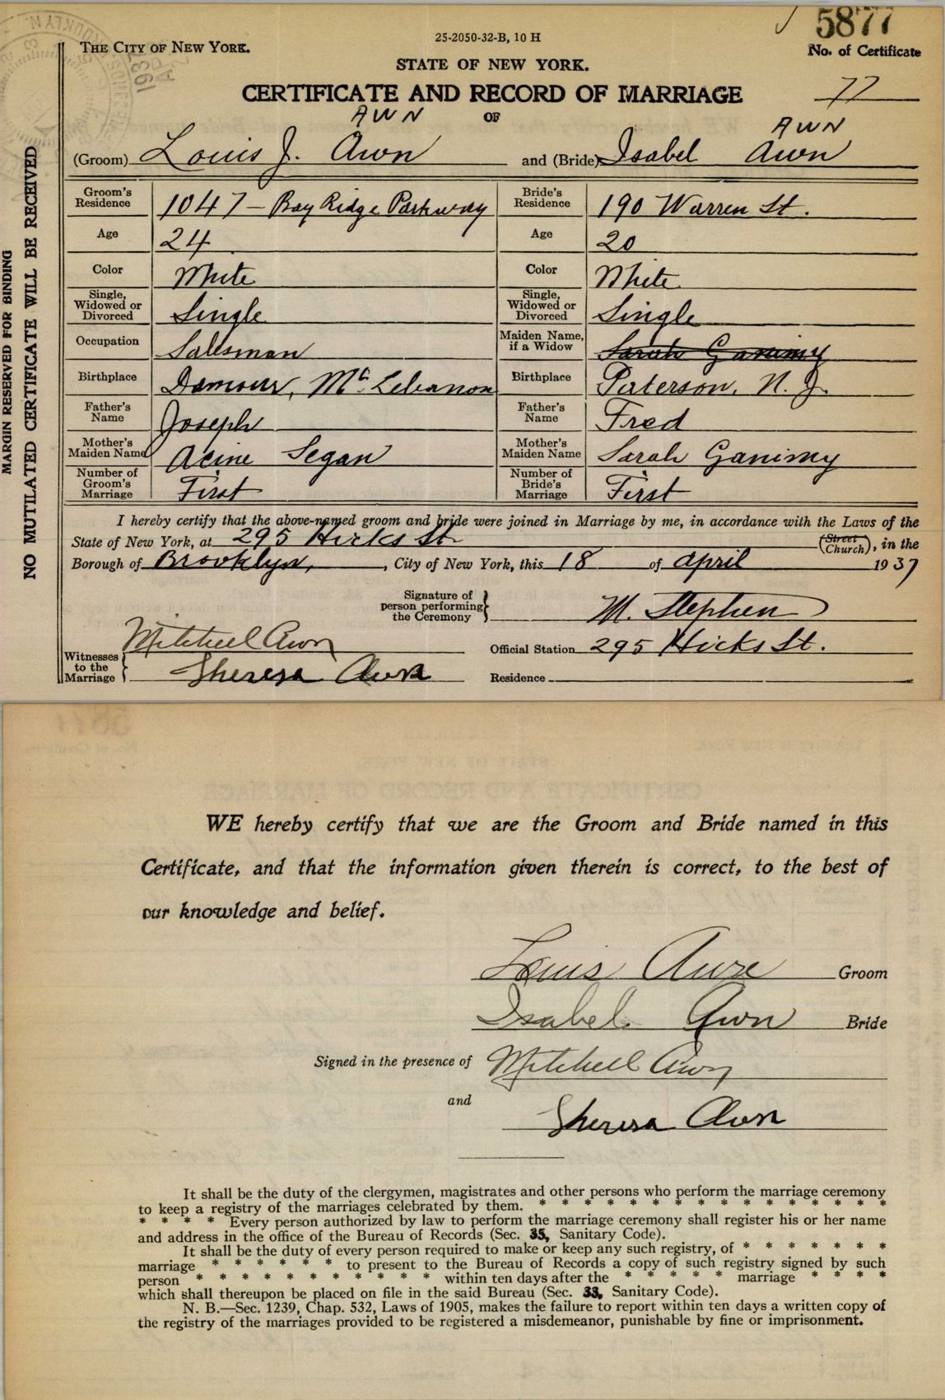 5877
No. of Certificate
THE CITY OF NEW YORK.
25-2050-32-B, 10 H
STATE OF NEW YORK.
CERTIFICATE AND RECORD OF MARRIAGE
77
OF
AWN AWN
(Groom) Louis J. Awn and (Bride) Isabel Awn
Groom's Residence 1047 - Bay Ridge Parkway Bride's Residence 190 Warren St.
Age 24 Age 20
Color White Color White
Single, Widowed or Divorced Single Single, Widowed or Divorced Single
Occupation Salesman Maiden Name, if a Widow Sarah Ganimy
Birthplace Damour, Mt. Lebanon Birthplace Paterson, N. J.
Father's Name Joseph Father's Name Fred
Mother's Maiden Name Acine Segan Mother's Maiden Name Sarah Ganimy
Number of Groom's Marriage First Number of Bride's Marriage First
I hereby certify that the above-named groom and bride were joined in Marriage by me, in accordance with the Laws of the
State of New York, at 295 Hicks St. (Street Church), in the
Borough of Brooklyn, City of New York, this 18 of April 1937
Signature of person performing the Ceremony M. Stephen
Witnesses to the Marriage Mitchell Awn
Official Station 295 Hicks St.
Theresa Awn
Residence
MARGIN RESERVED FOR BINDING
NO MUTILATED CERTIFICATE WILL BE RECEIVED
WE hereby certify that we are the Groom and Bride named in this
Certificate, and that the information given therein is correct, to the best of
our knowledge and belief.
Louis Awn Groom
Isabel Awn Bride
Signed in the presence of Mitchell Awn
and
Theresa Awn
It shall be the duty of the clergymen, magistrates and other persons who perform the marriage ceremony
to keep a registry of the marriages celebrated by them. * * * * * * * * * * * * * * * *
* * * * Every person authorized by law to perform the marriage ceremony shall register his or her name
and address in the office of the Bureau of Records (Sec. 35, Sanitary Code).
It shall be the duty of every person required to make or keep any such registry, of * * * * * * *
marriage * * * * * * to present to the Bureau of Records a copy of such registry signed by such
person * * * * * * * * * * * * within ten days after the * * * * * marriage * * * *
which shall thereupon be placed on file in the said Bureau (Sec. 33, Sanitary Code).
N. B.—Sec. 1239, Chap. 532, Laws of 1905, makes the failure to report within ten days a written copy of
the registry of the marriages provided to be registered a misdemeanor, punishable by fine or imprisonment.